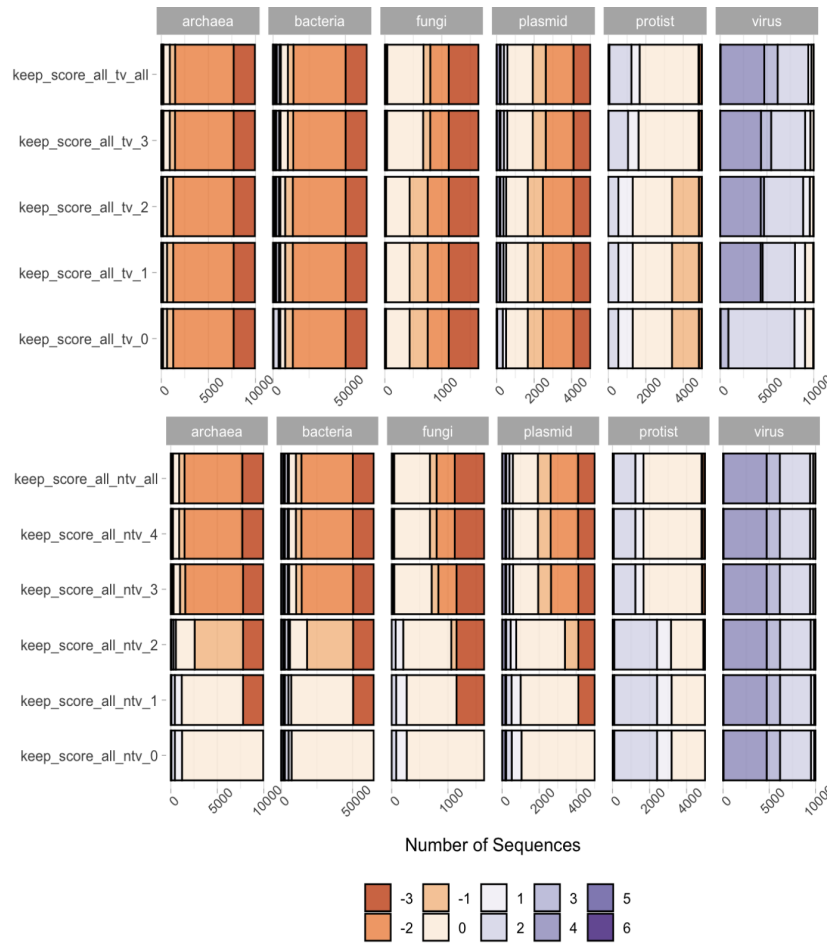 archaea bacteria fungi plasmid protist virus
keep_score_all_tv_all
keep_score_all_tv_3
keep_score_all_tv_2
keep_score_all_tv_1
keep_score_all_tv_0
0 5000 10000 0 50000 0 1000 0 2000 4000 0 2000 4000 0 5000 10000
archaea bacteria fungi plasmid protist virus
keep_score_all_ntv_all
keep_score_all_ntv_4
keep_score_all_ntv_3
keep_score_all_ntv_2
keep_score_all_ntv_1
keep_score_all_ntv_0
0 5000 10000 0 50000 0 1000 0 2000 4000 0 2000 4000 0 5000 10000
Number of Sequences
-3 -1 1 3 5
-2 0 2 4 6